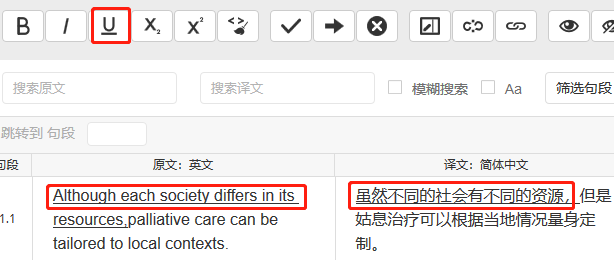 B I U X₂ X² <>
搜索原文 搜索译文 模糊搜索 Aa 筛选句段
跳转到 句段
句段 原文：英文 译文：简体中文
1.1
Although each society differs in its
resources,palliative care can be
tailored to local contexts.
虽然不同的社会有不同的资源，但是
姑息治疗可以根据当地情况量身定
制。